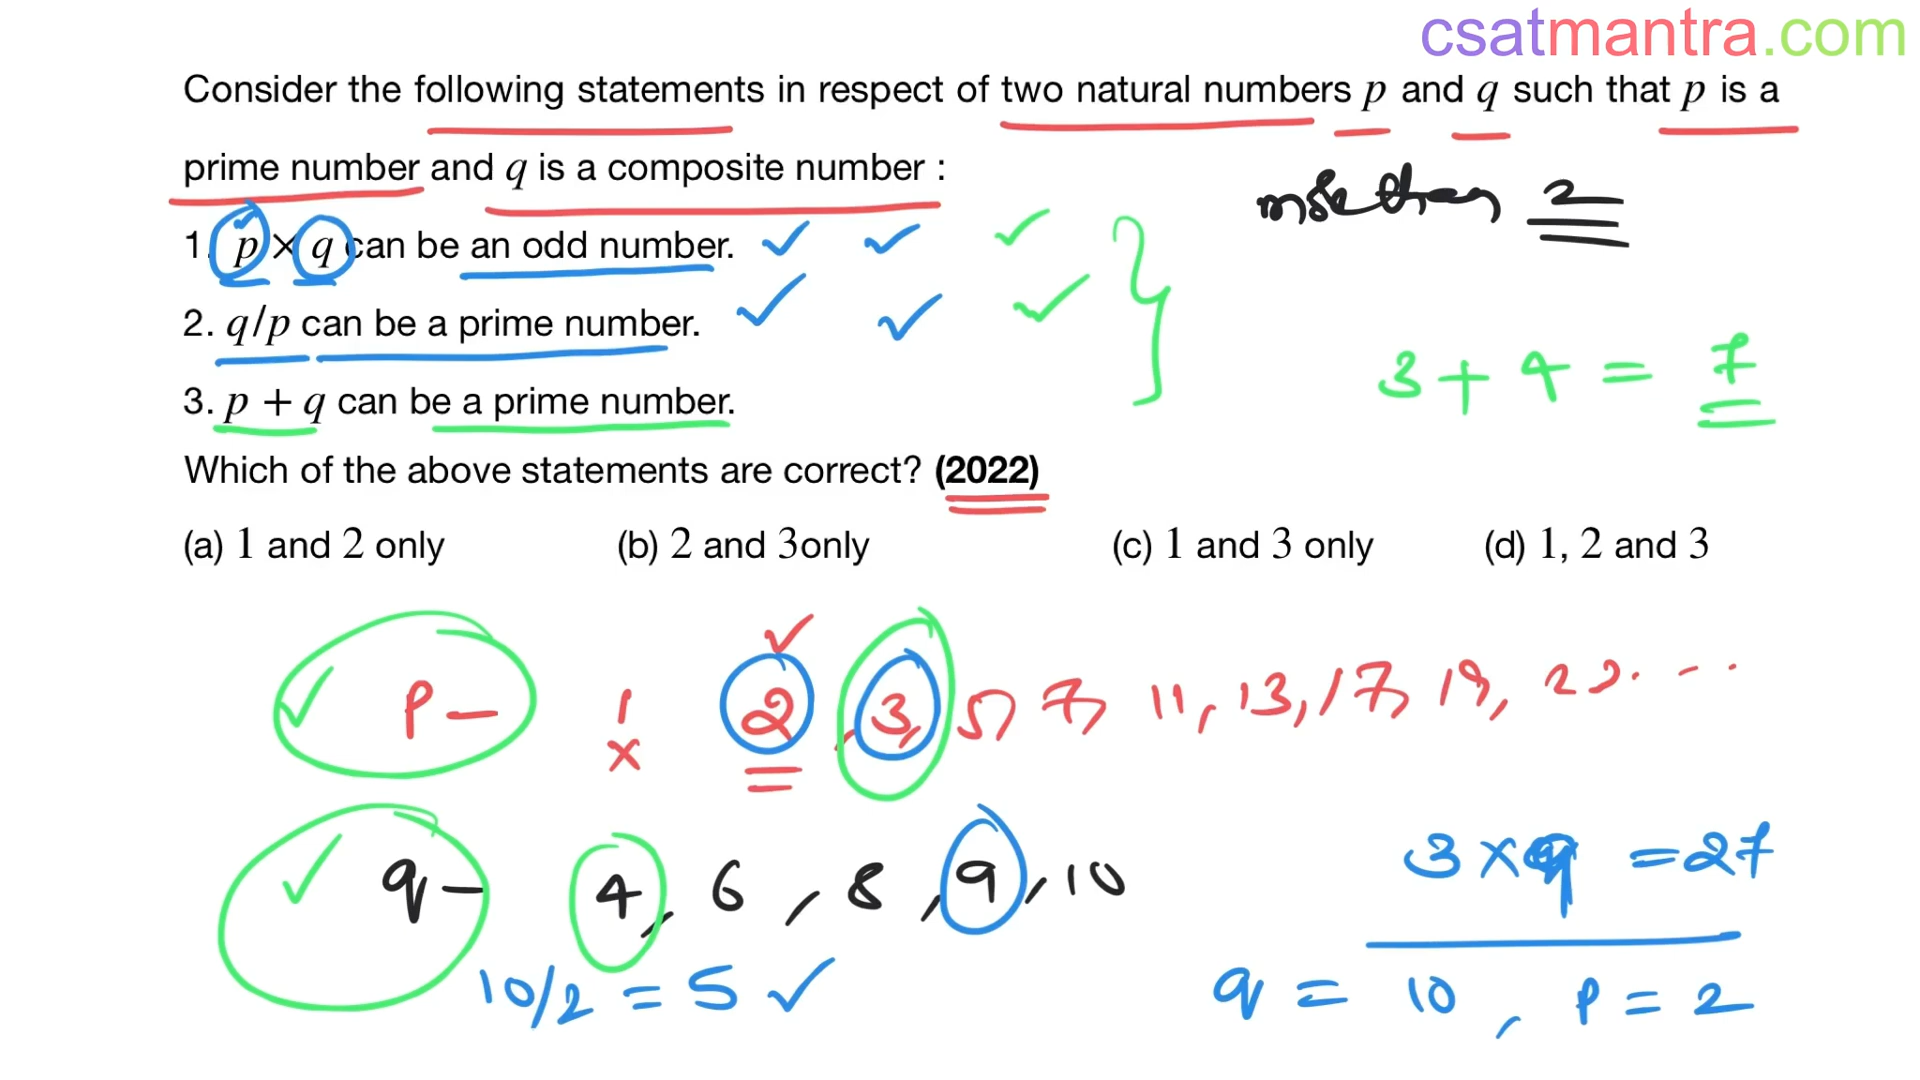 csatmantra.com
Consider the following statements in respect of two natural numbers p and q such that p is a
prime number and q is a composite number :
more than 2
1. p × q can be an odd number.
2. q/p can be a prime number.
3. p + q can be a prime number.
3 + 4 = 7
Which of the above statements are correct? (2022)
(a) 1 and 2 only (b) 2 and 3only (c) 1 and 3 only (d) 1, 2 and 3
p – 1 2, 3, 5, 7, 11, 13, 17, 19, ...
x
q – 4, 6, 8, 9, 10
3 × 9 = 27
10/2 = 5
q = 10, p = 2